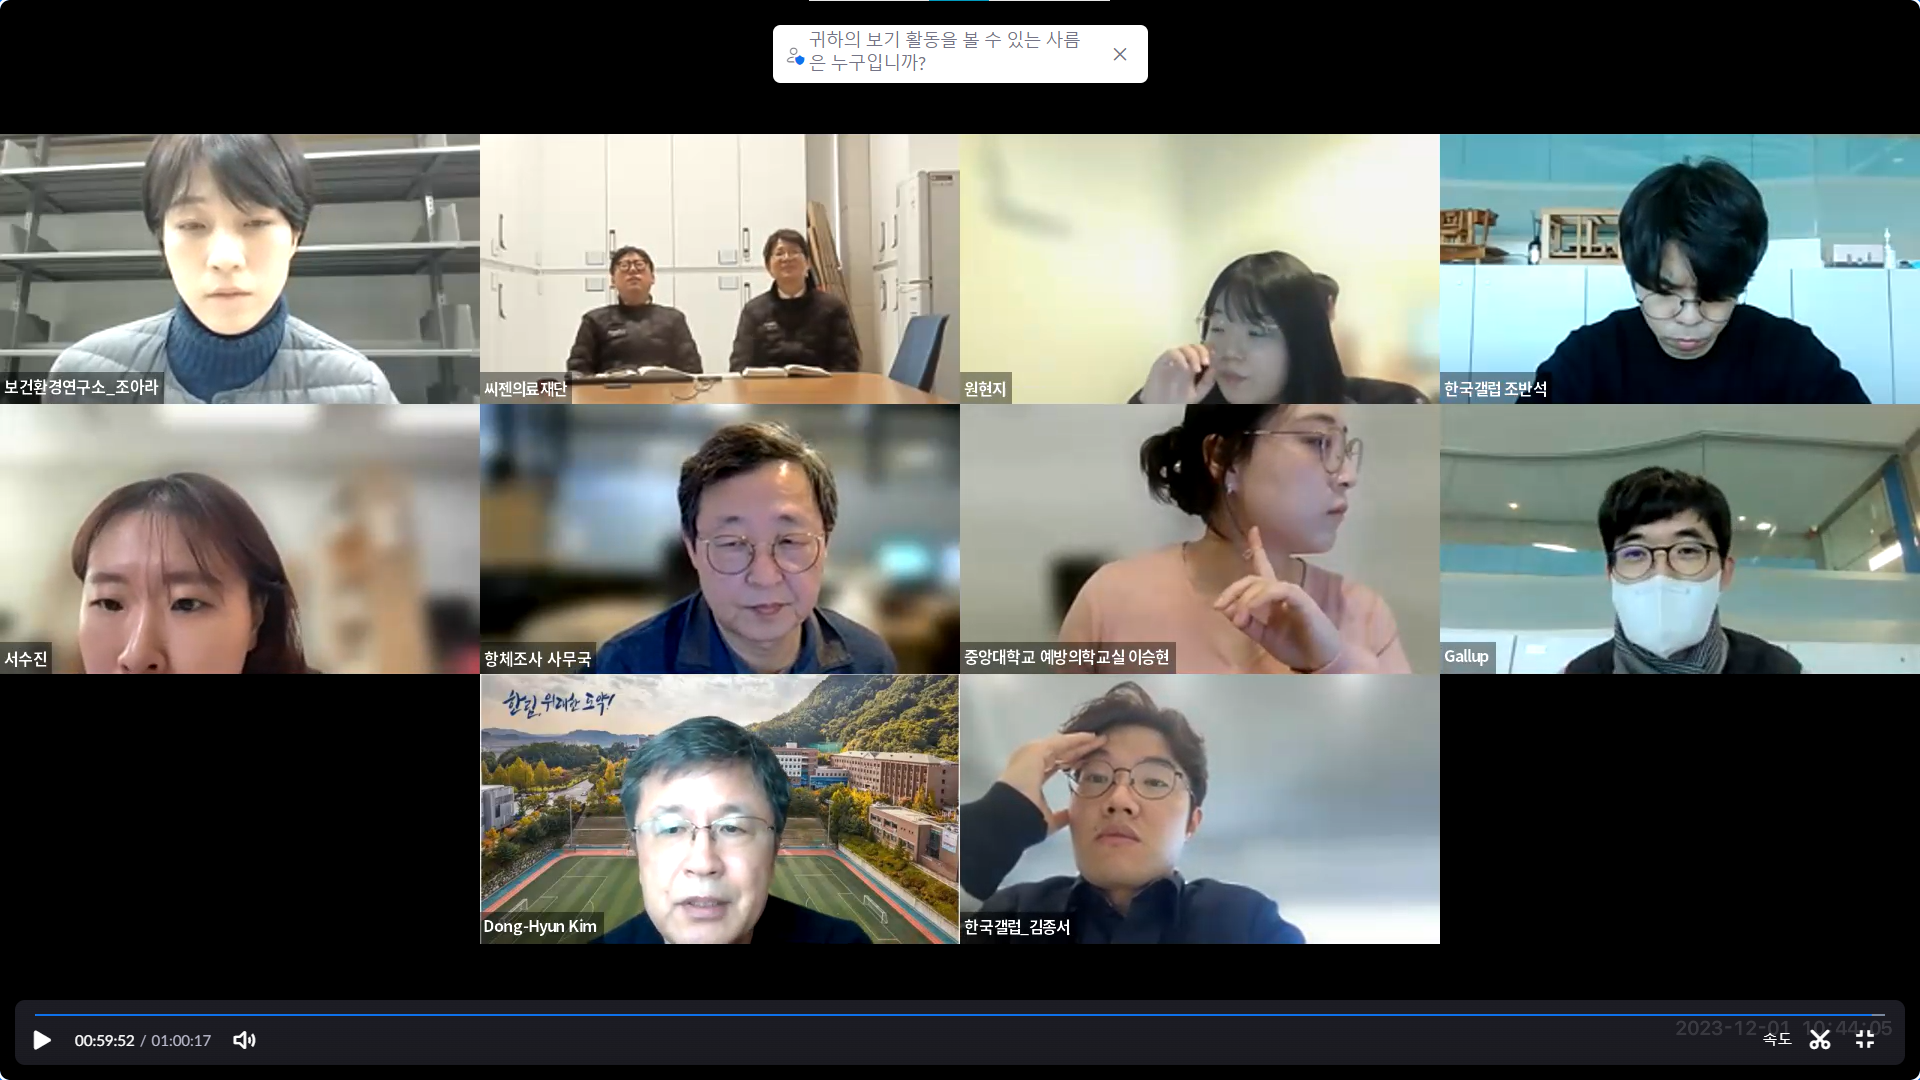 귀하의 보기 활동을 볼 수 있는 사름
은 누구입니까?
보건환경연구소_조아라
씨젠의료재단
원현지
한국갤럽 조반석
서수진
항체조사 사무국
중앙대학교 예방의학교실 이승현
Gallup
한림, 위대한 도약!
Dong-Hyun Kim
한국갤럽_김종서
2023-12-01 10:44:05
00:59:52 / 01:00:17
속도